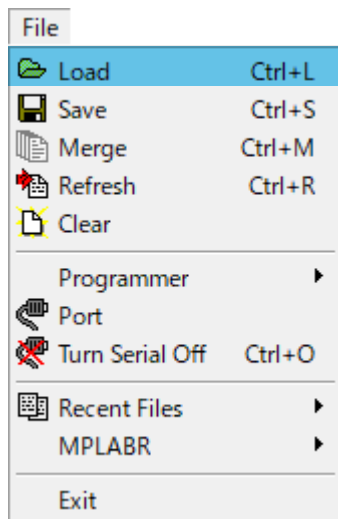 File
Load Ctrl+L
Save Ctrl+S
Merge Ctrl+M
Refresh Ctrl+R
Clear
Programmer
Port
Turn Serial Off Ctrl+O
Recent Files
MPLABR
Exit